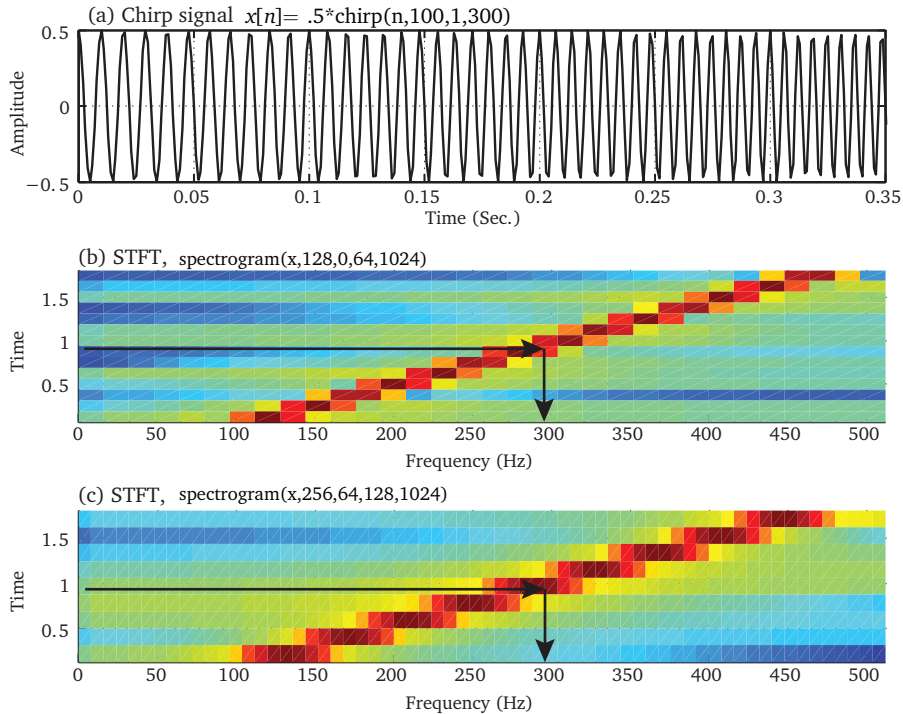 (a) Chirp signal x[n]= .5*chirp(n,100,1,300)
0.5
0
−0.5
Amplitude
0 0.05 0.1 0.15 0.2 0.25 0.3 0.35
Time (Sec.)
(b) STFT, spectrogram(x,128,0,64,1024)
1.5
1
0.5
Time
0 50 100 150 200 250 300 350 400 450 500
Frequency (Hz)
(c) STFT, spectrogram(x,256,64,128,1024)
1.5
1
0.5
Time
0 50 100 150 200 250 300 350 400 450 500
Frequency (Hz)